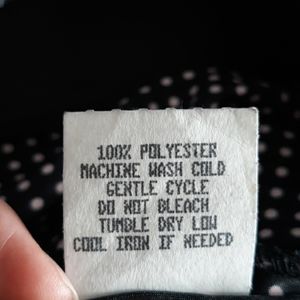 100% POLYESTER
MACHINE WASH COLD
GENTLE CYCLE
DO NOT BLEACH
TUMBLE DRY LOW
COOL IRON IF NEEDED